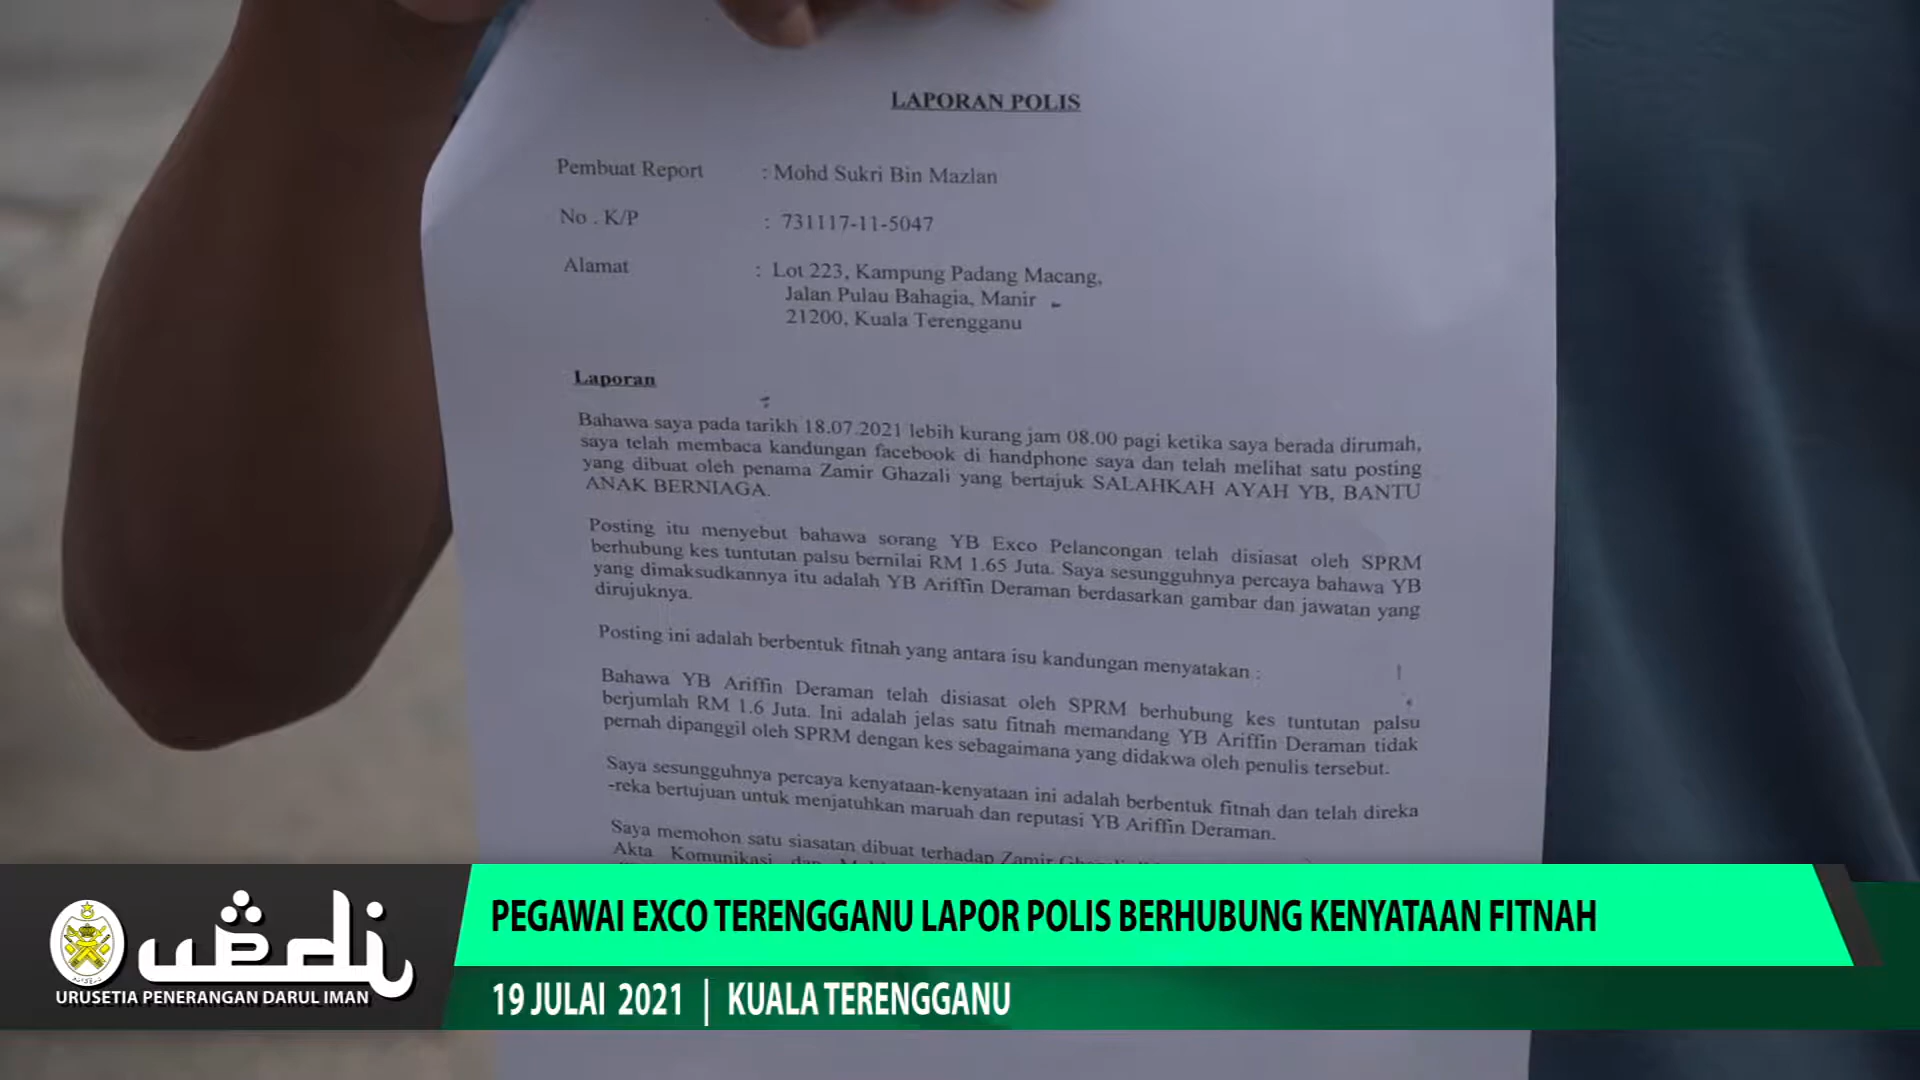 LAPORAN POLIS
Pembuat Report : Mohd Sukri Bin Mazlan
No . K/P : 731117-11-5047
Alamat : Lot 223, Kampung Padang Macang,
Jalan Pulau Bahagia, Manir
21200, Kuala Terengganu
Laporan
Bahawa saya pada tarikh 18.07.2021 lebih kurang jam 08.00 pagi ketika saya berada dirumah,
saya telah membaca kandungan facebook di handphone saya dan telah melihat satu posting
yang dibuat oleh penama Zamir Ghazali yang bertajuk SALAHKAH AYAH YB, BANTU
ANAK BERNIAGA.
Posting itu menyebut bahawa sorang YB Exco Pelancongan telah disiasat oleh SPRM
berhubung kes tuntutan palsu bernilai RM 1.65 Juta. Saya sesungguhnya percaya bahawa YB
yang dimaksudkannya itu adalah YB Ariffin Deraman berdasarkan gambar dan jawatan yang
dirujuknya.
Posting ini adalah berbentuk fitnah yang antara isu kandungan menyatakan :
Bahawa YB Ariffin Deraman telah disiasat oleh SPRM berhubung kes tuntutan palsu
berjumlah RM 1.6 Juta. Ini adalah jelas satu fitnah memandang YB Ariffin Deraman tidak
pernah dipanggil oleh SPRM dengan kes sebagaimana yang didakwa oleh penulis tersebut.
Saya sesungguhnya percaya kenyataan-kenyataan ini adalah berbentuk fitnah dan telah direka
-reka bertujuan untuk menjatuhkan maruah dan reputasi YB Ariffin Deraman.
Saya memohon satu siasatan dibuat terhadap Zamir
Akta Komunikasi dan
PEGAWAI EXCO TERENGGANU LAPOR POLIS BERHUBUNG KENYATAAN FITNAH
URUSETIA PENERANGAN DARUL IMAN
19 JULAI 2021 | KUALA TERENGGANU